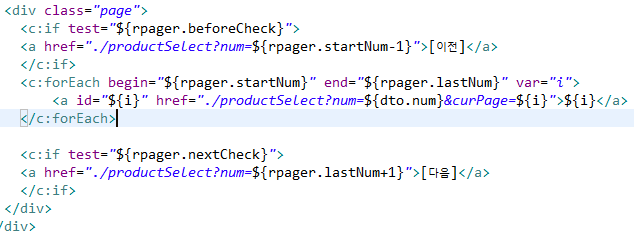 <div class="page">
<c:if test="${rpager.beforeCheck}">
<a href="./productSelect?num=${rpager.startNum-1}">[이전]</a>
</c:if>
<c:forEach begin="${rpager.startNum}" end="${rpager.lastNum}" var="i">
<a id="${i}" href="./productSelect?num=${dto.num}&curPage=${i}">${i}</a>
</c:forEach>
<c:if test="${rpager.nextCheck}">
<a href="./productSelect?num=${rpager.lastNum+1}">[다음]</a>
</c:if>
</div>
/div>